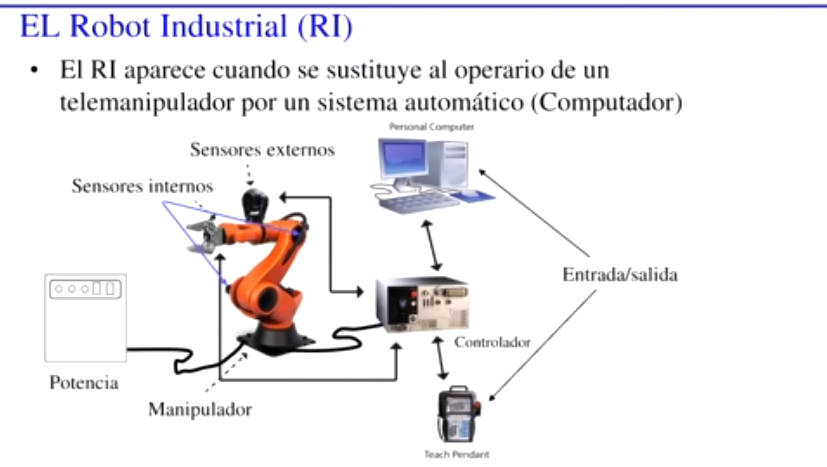 EL Robot Industrial (RI)
• El RI aparece cuando se sustituye al operario de un
telemanipulador por un sistema automático (Computador)
Personal Computer
Sensores externos
Sensores internos
Entrada/salida
Controlador
Potencia
Manipulador
Teach Pendant